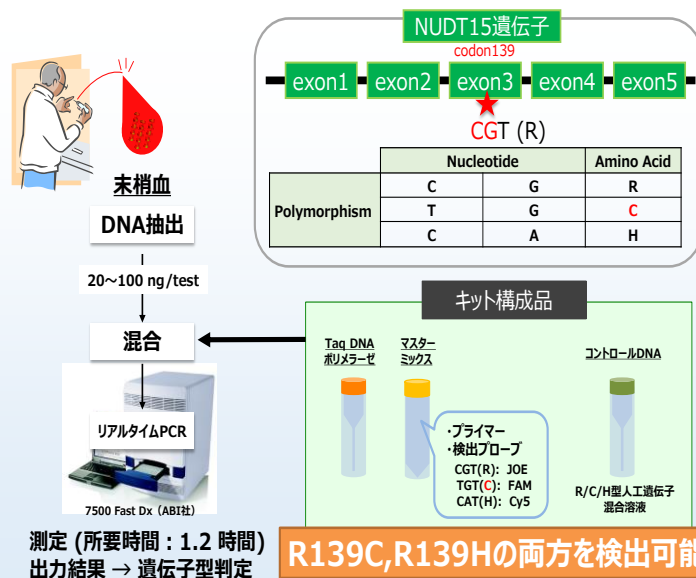 NUDT15遺伝子
codon139
exon1 exon2 exon3 exon4 exon5
CGT (R)
Nucleotide Amino Acid
Polymorphism C G R
T G C
C A H
末梢血
DNA抽出
20～100 ng/test
混合
リアルタイムPCR
7500 Fast Dx（ABI社）
測定 (所要時間：1.2 時間)
出力結果 → 遺伝子型判定
キット構成品
Taq DNA
ポリメラーゼ
マスター
ミックス
コントロールDNA
・プライマー
・検出プローブ
CGT(R): JOE
TGT(C): FAM
CAT(H): Cy5
R/C/H型人工遺伝子
混合溶液
R139C,R139Hの両方を検出可能